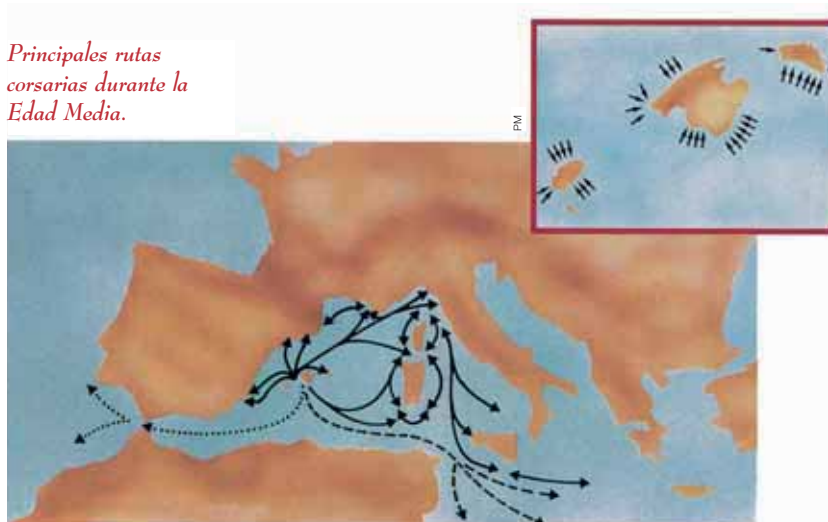 Principales rutas
corsarias durante la
Edad Media.
PM